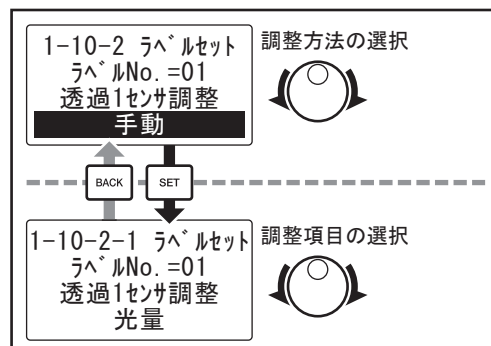 1-10-2 ﾗﾍﾞﾙｾｯﾄ
ﾗﾍﾞﾙNo.=01
透過1ｾﾝｻ調整
手動
調整方法の選択
BACK
SET
1-10-2-1 ﾗﾍﾞﾙｾｯﾄ
ﾗﾍﾞﾙNo.=01
透過1ｾﾝｻ調整
光量
調整項目の選択